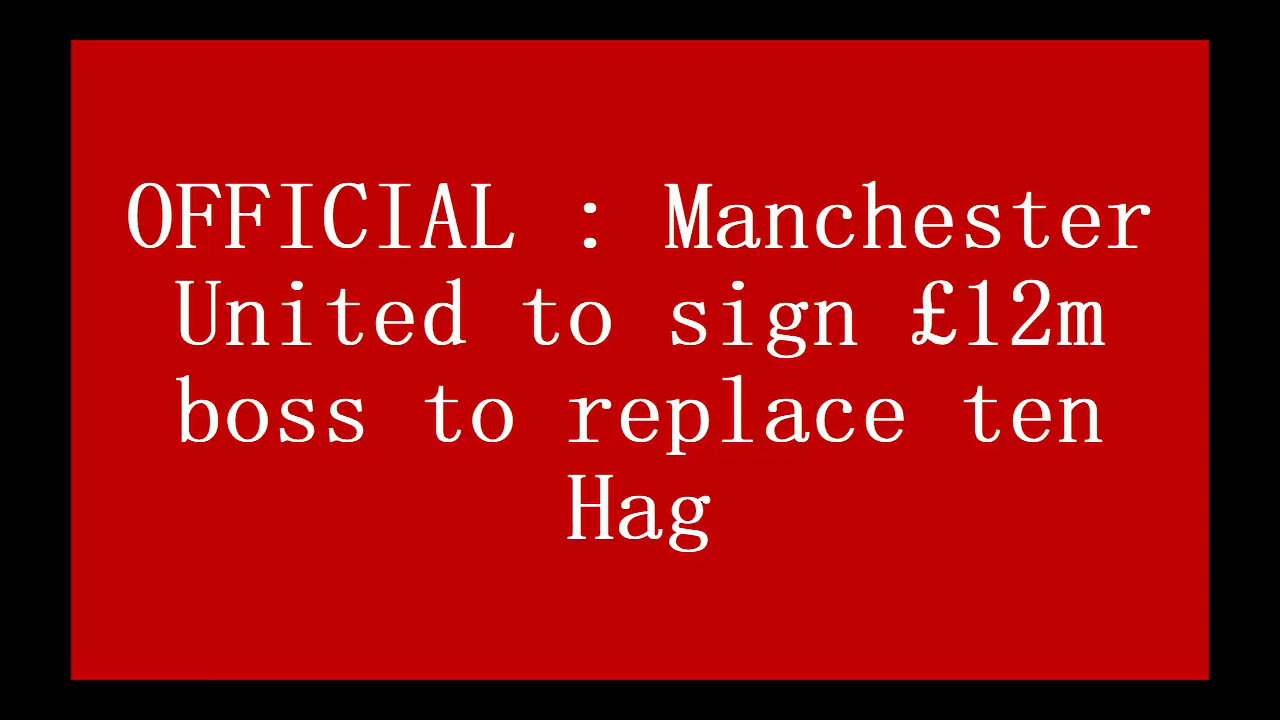 OFFICIAL : Manchester
United to sign £12m
boss to replace ten
Hag